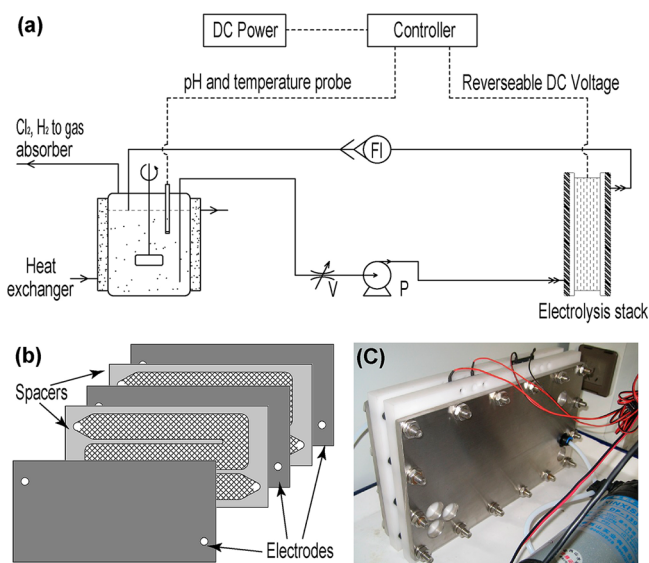 (a)
DC Power
Controller
pH and temperature probe
Reverseable DC Voltage
Cl₂, H₂ to gas
absorber
FI
Heat
exchanger
V
P
Electrolysis stack
(b)
Spacers
Electrodes
(C)